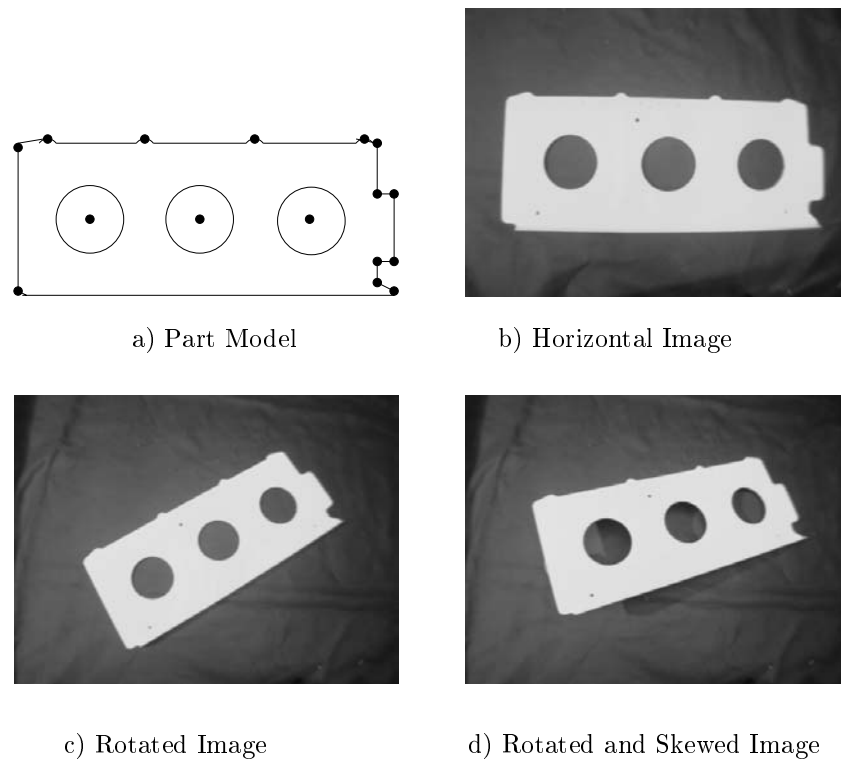 a) Part Model
b) Horizontal Image
c) Rotated Image
d) Rotated and Skewed Image